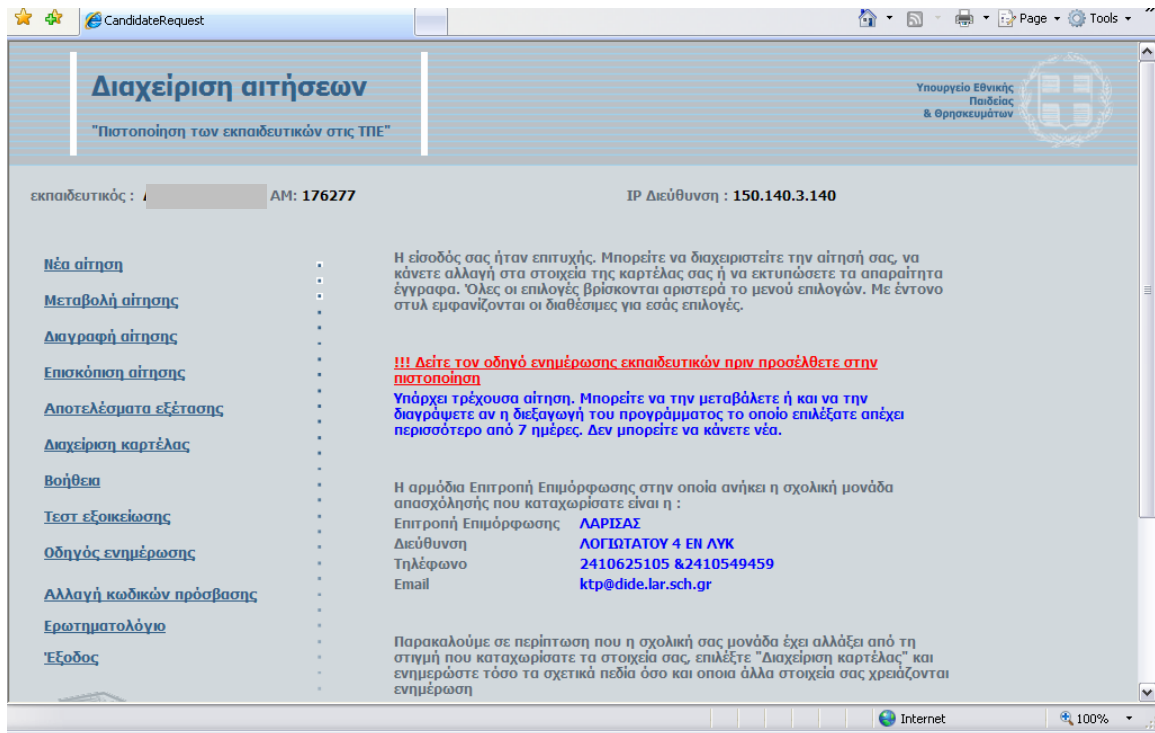 CandidateRequest
Page
Tools
Διαχείριση αιτήσεων
"Πιστοποίηση των εκπαιδευτικών στις ΤΠΕ"
Υπουργείο Εθνικής
Παιδείας
& Θρησκευμάτων
εκπαιδευτικός :
ΑΜ: 176277
IP Διεύθυνση : 150.140.3.140
Νέα αίτηση
Μεταβολή αίτησης
Διαγραφή αίτησης
Επισκόπιση αίτησης
Αποτελέσματα εξέτασης
Διαχείριση καρτέλας
Βοήθεια
Τεστ εξοικείωσης
Οδηγός ενημέρωσης
Αλλαγή κωδικών πρόσβασης
Ερωτηματολόγιο
Έξοδος
Η είσοδός σας ήταν επιτυχής. Μπορείτε να διαχειριστείτε την αίτησή σας, να
κάνετε αλλαγή στα στοιχεία της καρτέλας σας ή να εκτυπώσετε τα απαραίτητα
έγγραφα. Όλες οι επιλογές βρίσκονται αριστερά το μενού επιλογών. Με έντονο
στυλ εμφανίζονται οι διαθέσιμες για εσάς επιλογές.
!!! Δείτε τον οδηγό ενημέρωσης εκπαιδευτικών πριν προσέλθετε στην
πιστοποίηση
Υπάρχει τρέχουσα αίτηση. Μπορείτε να την μεταβάλετε ή και να την
διαγράψετε αν η διεξαγωγή του προγράμματος το οποίο επιλέξατε απέχει
περισσότερο από 7 ημέρες. Δεν μπορείτε να κάνετε νέα.
Η αρμόδια Επιτροπή Επιμόρφωσης στην οποία ανήκει η σχολική μονάδα
απασχόλησής που καταχωρίσατε είναι η :
Επιτροπή Επιμόρφωσης ΛΑΡΙΣΑΣ
Διεύθυνση ΛΟΓΙΩΤΑΤΟΥ 4 ΕΝ ΛΥΚ
Τηλέφωνο 2410625105 &2410549459
Email ktp@dide.lar.sch.gr
Παρακαλούμε σε περίπτωση που η σχολική σας μονάδα έχει αλλάξει από τη
στιγμή που καταχωρίσατε τα στοιχεία σας, επιλέξτε "Διαχείριση καρτέλας" και
ενημερώστε τόσο τα σχετικά πεδία όσο και οποια άλλα στοιχεία σας χρειάζονται
ενημέρωση
Internet
100%